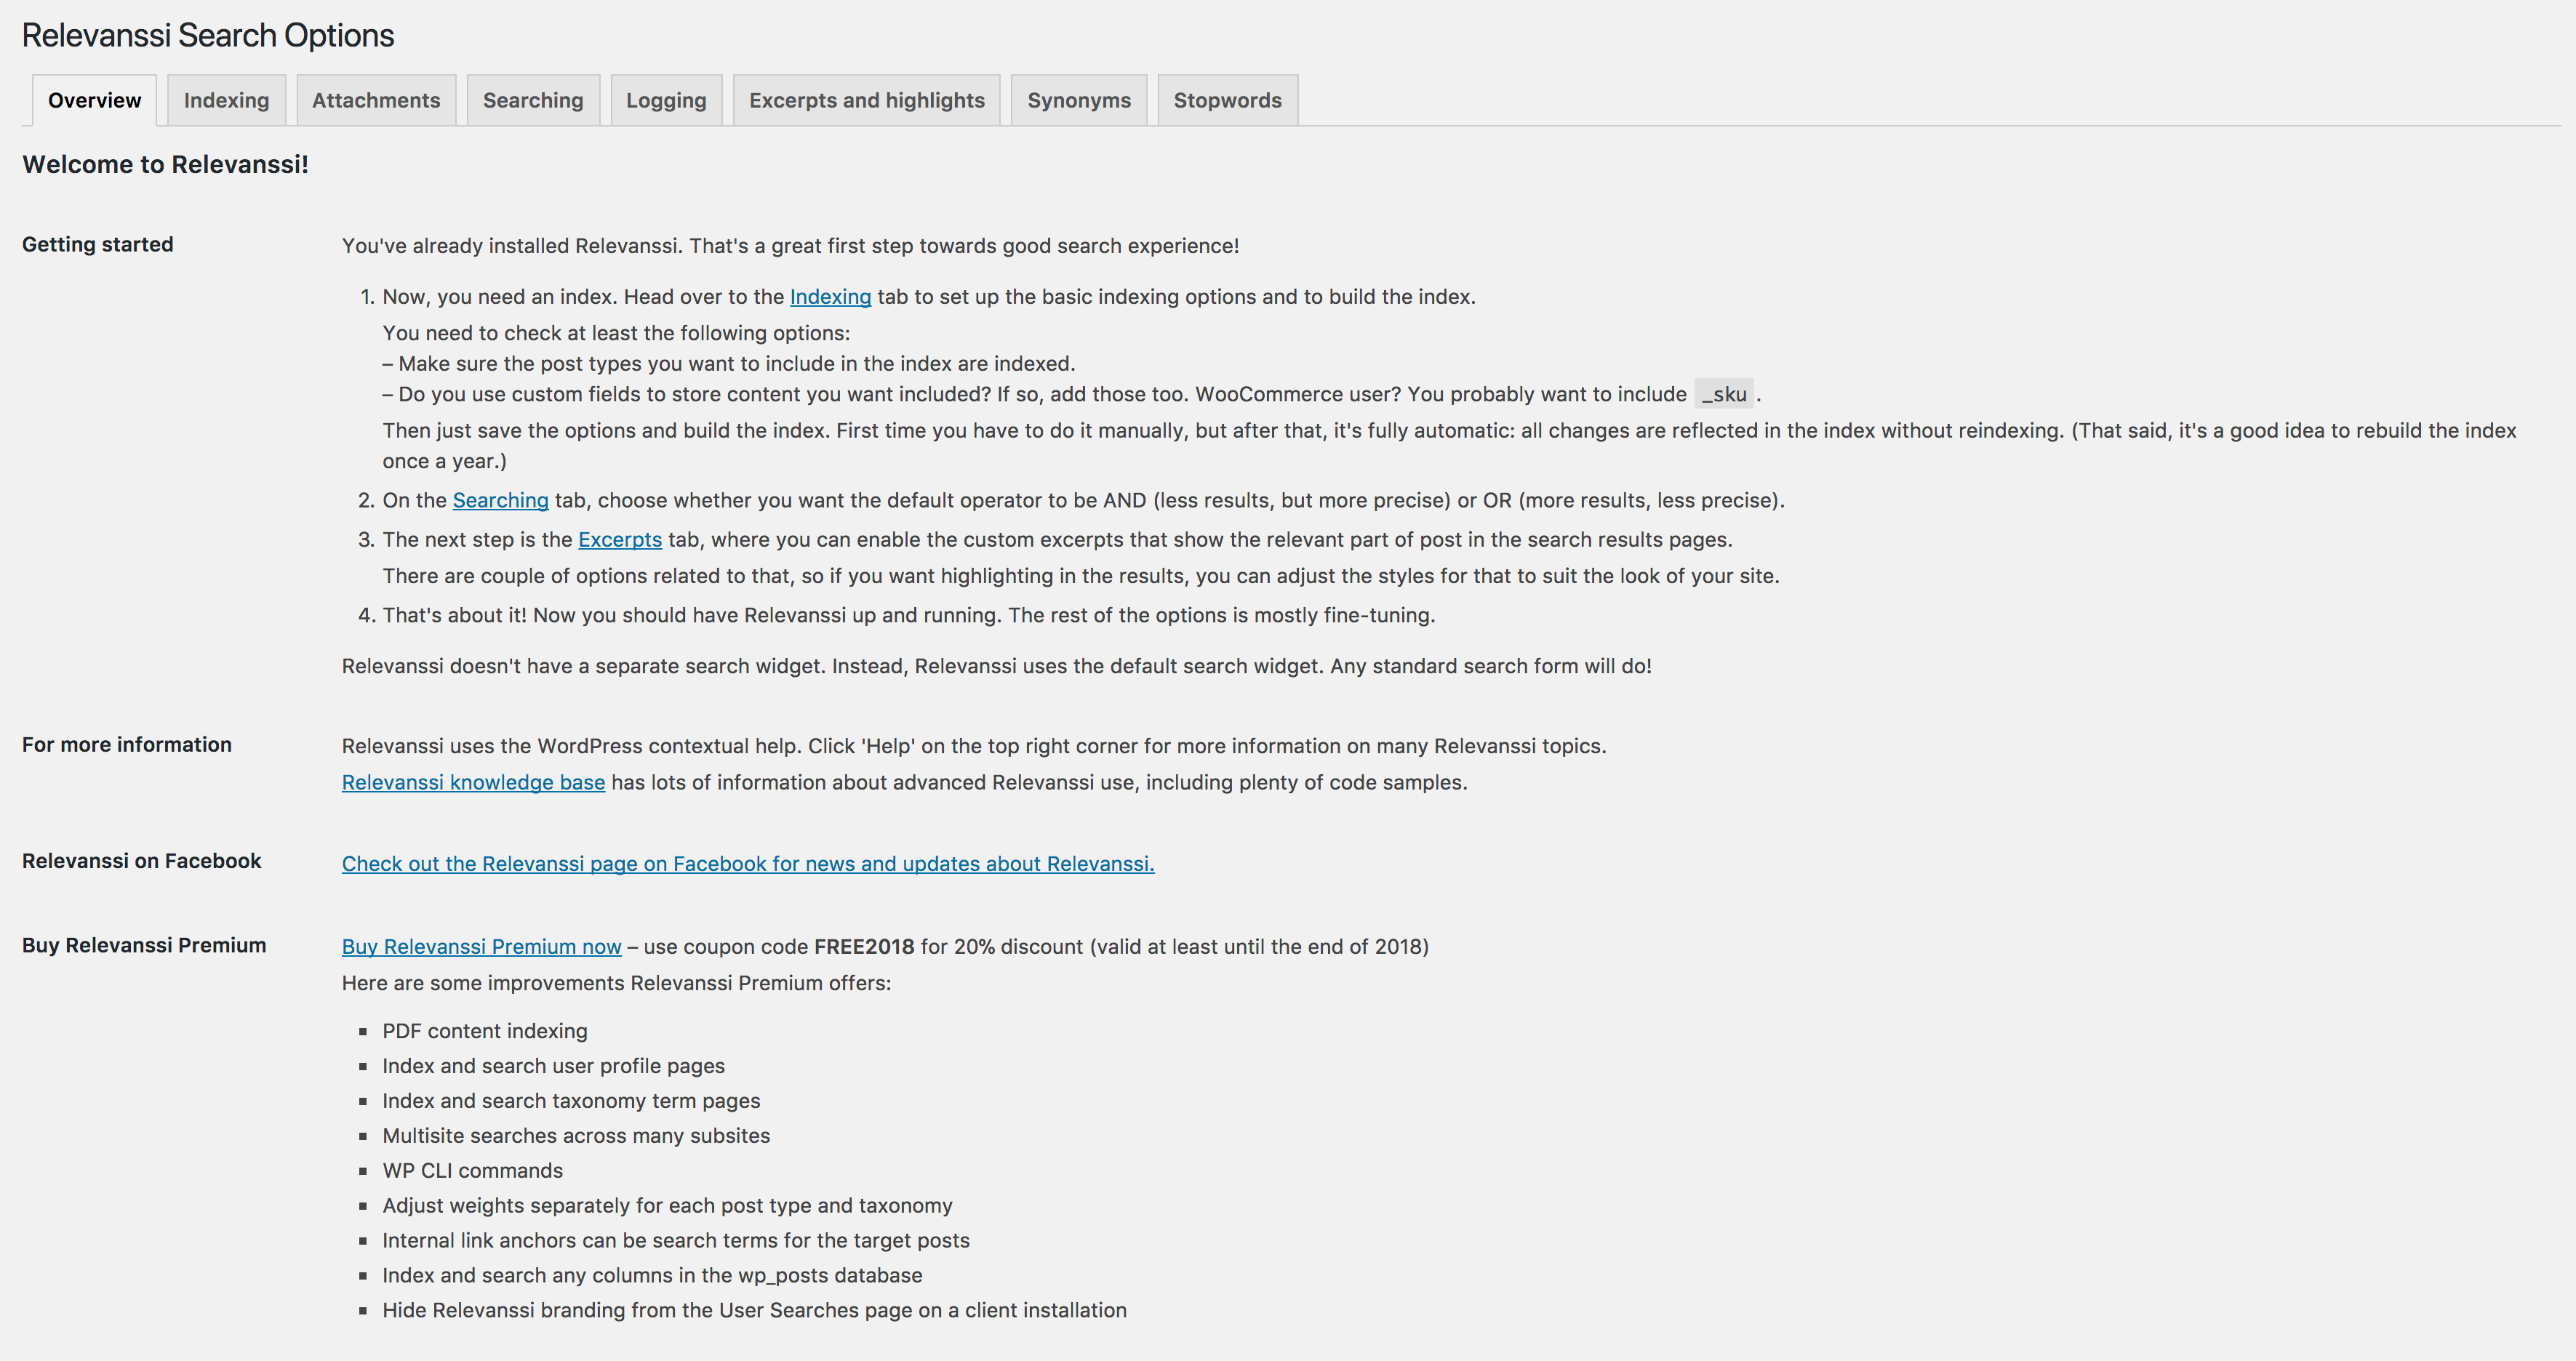 Relevanssi Search Options
Overview
Indexing
Attachments
Searching
Logging
Excerpts and highlights
Synonyms
Stopwords
Welcome to Relevanssi!
Getting started
You've already installed Relevanssi. That's a great first step towards good search experience!
1. Now, you need an index. Head over to the Indexing tab to set up the basic indexing options and to build the index.
You need to check at least the following options:
– Make sure the post types you want to include in the index are indexed.
– Do you use custom fields to store content you want included? If so, add those too. WooCommerce user? You probably want to include _sku .
Then just save the options and build the index. First time you have to do it manually, but after that, it's fully automatic: all changes are reflected in the index without reindexing. (That said, it's a good idea to rebuild the index
once a year.)
2. On the Searching tab, choose whether you want the default operator to be AND (less results, but more precise) or OR (more results, less precise).
3. The next step is the Excerpts tab, where you can enable the custom excerpts that show the relevant part of post in the search results pages.
There are couple of options related to that, so if you want highlighting in the results, you can adjust the styles for that to suit the look of your site.
4. That's about it! Now you should have Relevanssi up and running. The rest of the options is mostly fine-tuning.
Relevanssi doesn't have a separate search widget. Instead, Relevanssi uses the default search widget. Any standard search form will do!
For more information
Relevanssi uses the WordPress contextual help. Click 'Help' on the top right corner for more information on many Relevanssi topics.
Relevanssi knowledge base has lots of information about advanced Relevanssi use, including plenty of code samples.
Relevanssi on Facebook
Check out the Relevanssi page on Facebook for news and updates about Relevanssi.
Buy Relevanssi Premium
Buy Relevanssi Premium now – use coupon code FREE2018 for 20% discount (valid at least until the end of 2018)
Here are some improvements Relevanssi Premium offers:
▪ PDF content indexing
▪ Index and search user profile pages
▪ Index and search taxonomy term pages
▪ Multisite searches across many subsites
▪ WP CLI commands
▪ Adjust weights separately for each post type and taxonomy
▪ Internal link anchors can be search terms for the target posts
▪ Index and search any columns in the wp_posts database
▪ Hide Relevanssi branding from the User Searches page on a client installation